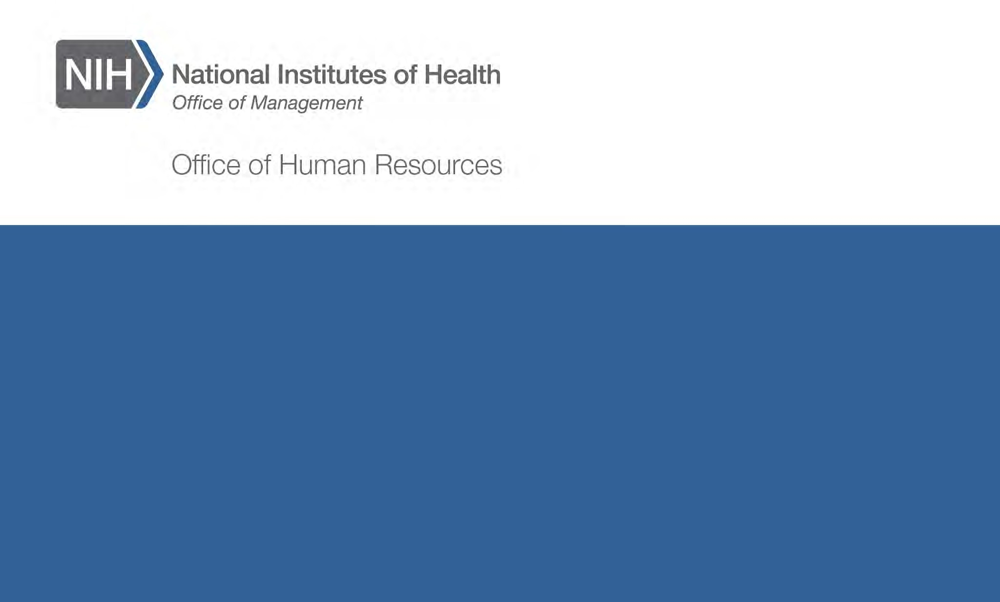 NIH
National Institutes of Health
Office of Management
Office of Human Resources